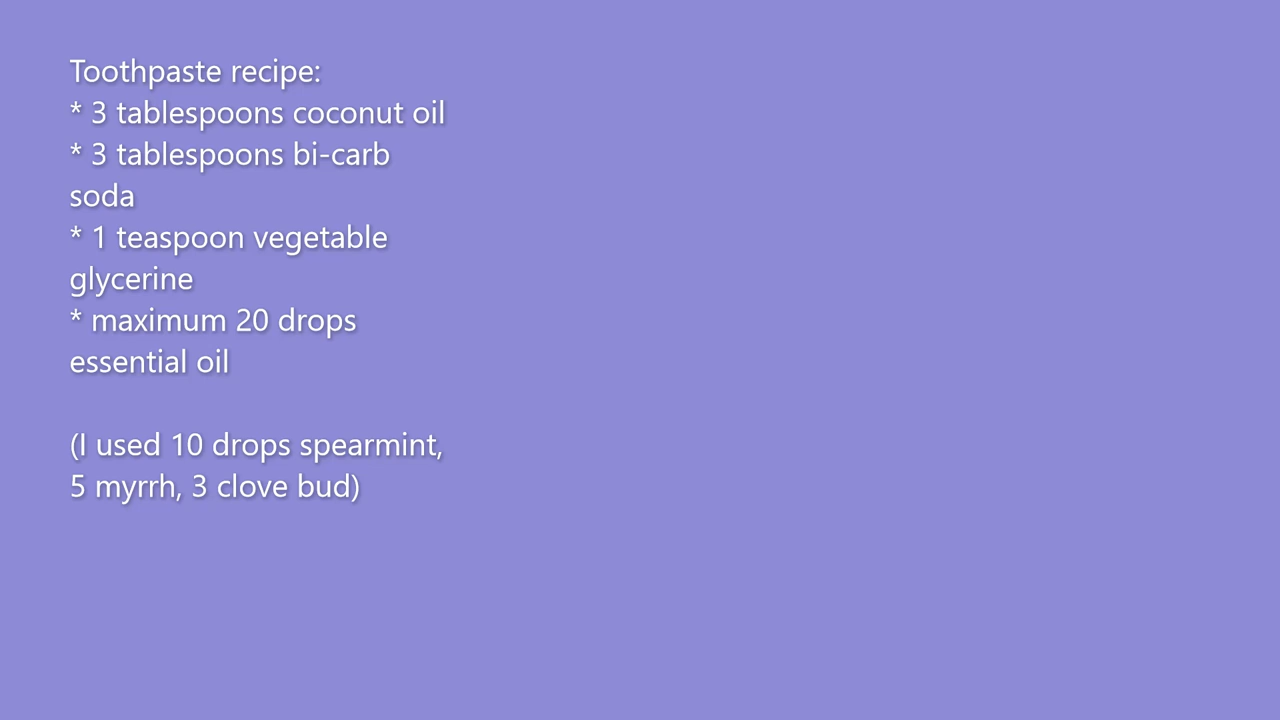 Toothpaste recipe:
* 3 tablespoons coconut oil
* 3 tablespoons bi-carb
soda
* 1 teaspoon vegetable
glycerine
* maximum 20 drops
essential oil
(I used 10 drops spearmint,
5 myrrh, 3 clove bud)